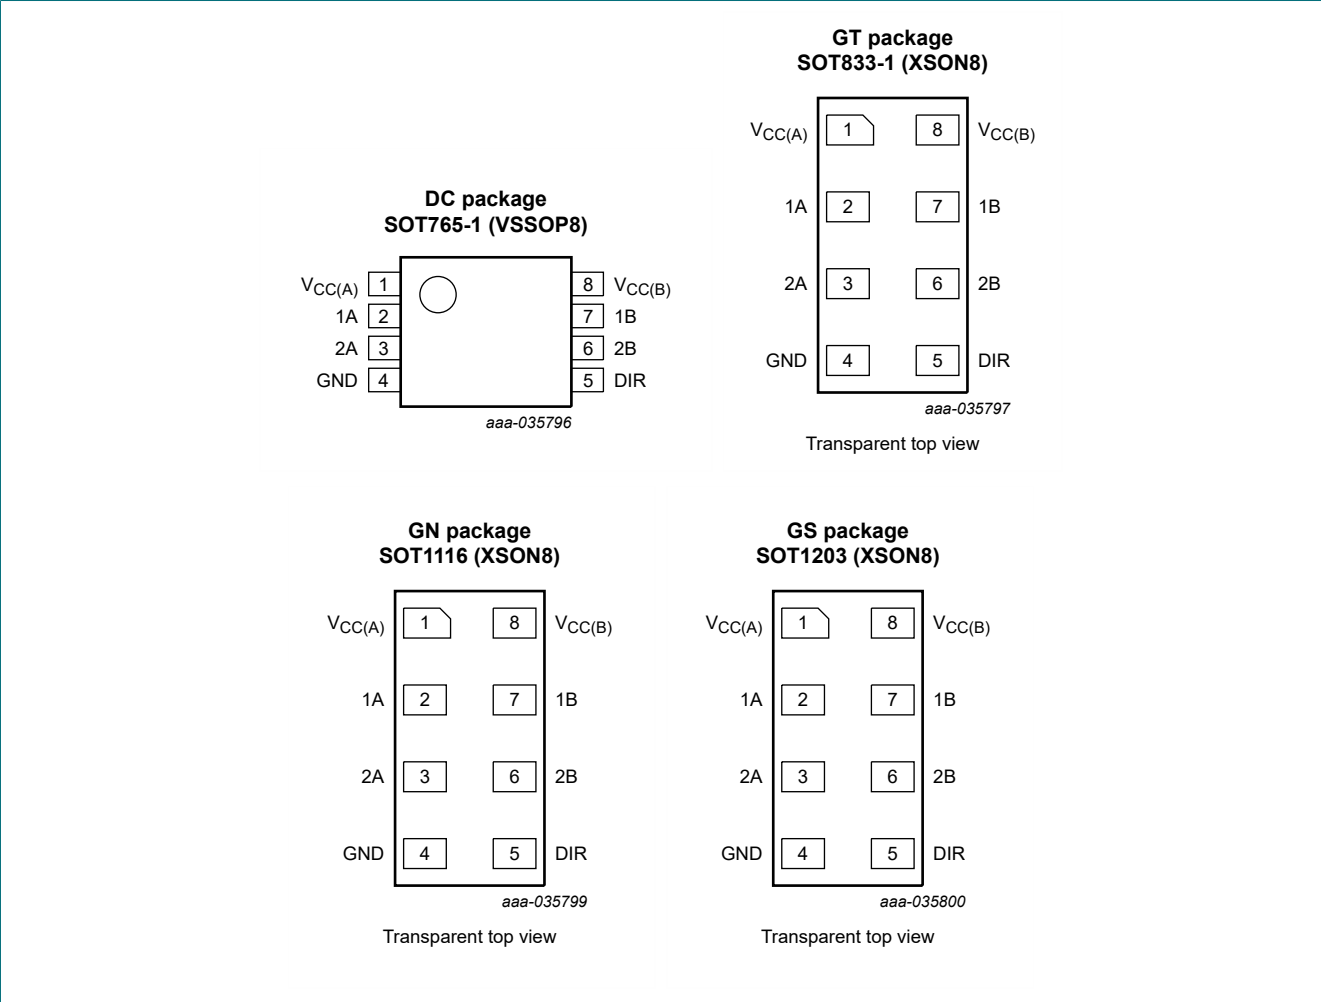 DC package
SOT765-1 (VSSOP8)
VCC(A) 1 8 VCC(B)
1A 2 7 1B
2A 3 6 2B
GND 4 5 DIR
aaa-035796
GT package
SOT833-1 (XSON8)
VCC(A) 1 8 VCC(B)
1A 2 7 1B
2A 3 6 2B
GND 4 5 DIR
aaa-035797
Transparent top view
GN package
SOT1116 (XSON8)
VCC(A) 1 8 VCC(B)
1A 2 7 1B
2A 3 6 2B
GND 4 5 DIR
aaa-035799
Transparent top view
GS package
SOT1203 (XSON8)
VCC(A) 1 8 VCC(B)
1A 2 7 1B
2A 3 6 2B
GND 4 5 DIR
aaa-035800
Transparent top view